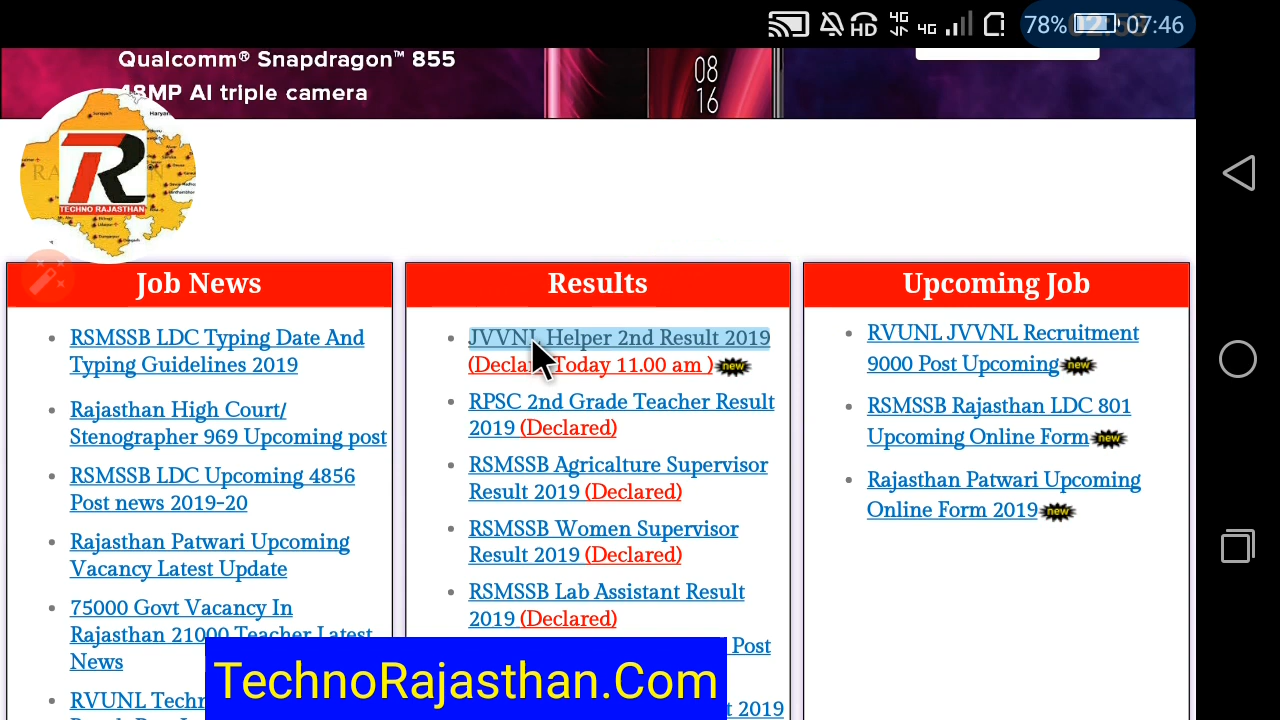 HD 4G 4G 78% 07:46
Qualcomm® Snapdragon™ 855
48MP AI triple camera
08
16
TECHNO RAJASTHAN
Job News
RSMSSB LDC Typing Date And
Typing Guidelines 2019
Rajasthan High Court/
Stenographer 969 Upcoming post
RSMSSB LDC Upcoming 4856
Post news 2019-20
Rajasthan Patwari Upcoming
Vacancy Latest Update
75000 Govt Vacancy In
Rajasthan 21000 Teacher Latest
News
RVUNL
Results
JVVNL Helper 2nd Result 2019
Today 11.00 am ) new
RPSC 2nd Grade Teacher Result
2019 (Declared)
RSMSSB Agricalture Supervisor
Result 2019 (Declared)
RSMSSB Women Supervisor
Result 2019 (Declared)
RSMSSB Lab Assistant Result
2019 (Declared)
Post
2019
Upcoming Job
RVUNL JVVNL Recruitment
9000 Post Upcoming new
RSMSSB Rajasthan LDC 801
Upcoming Online Form new
Rajasthan Patwari Upcoming
Online Form 2019 new
TechnoRajasthan.Com